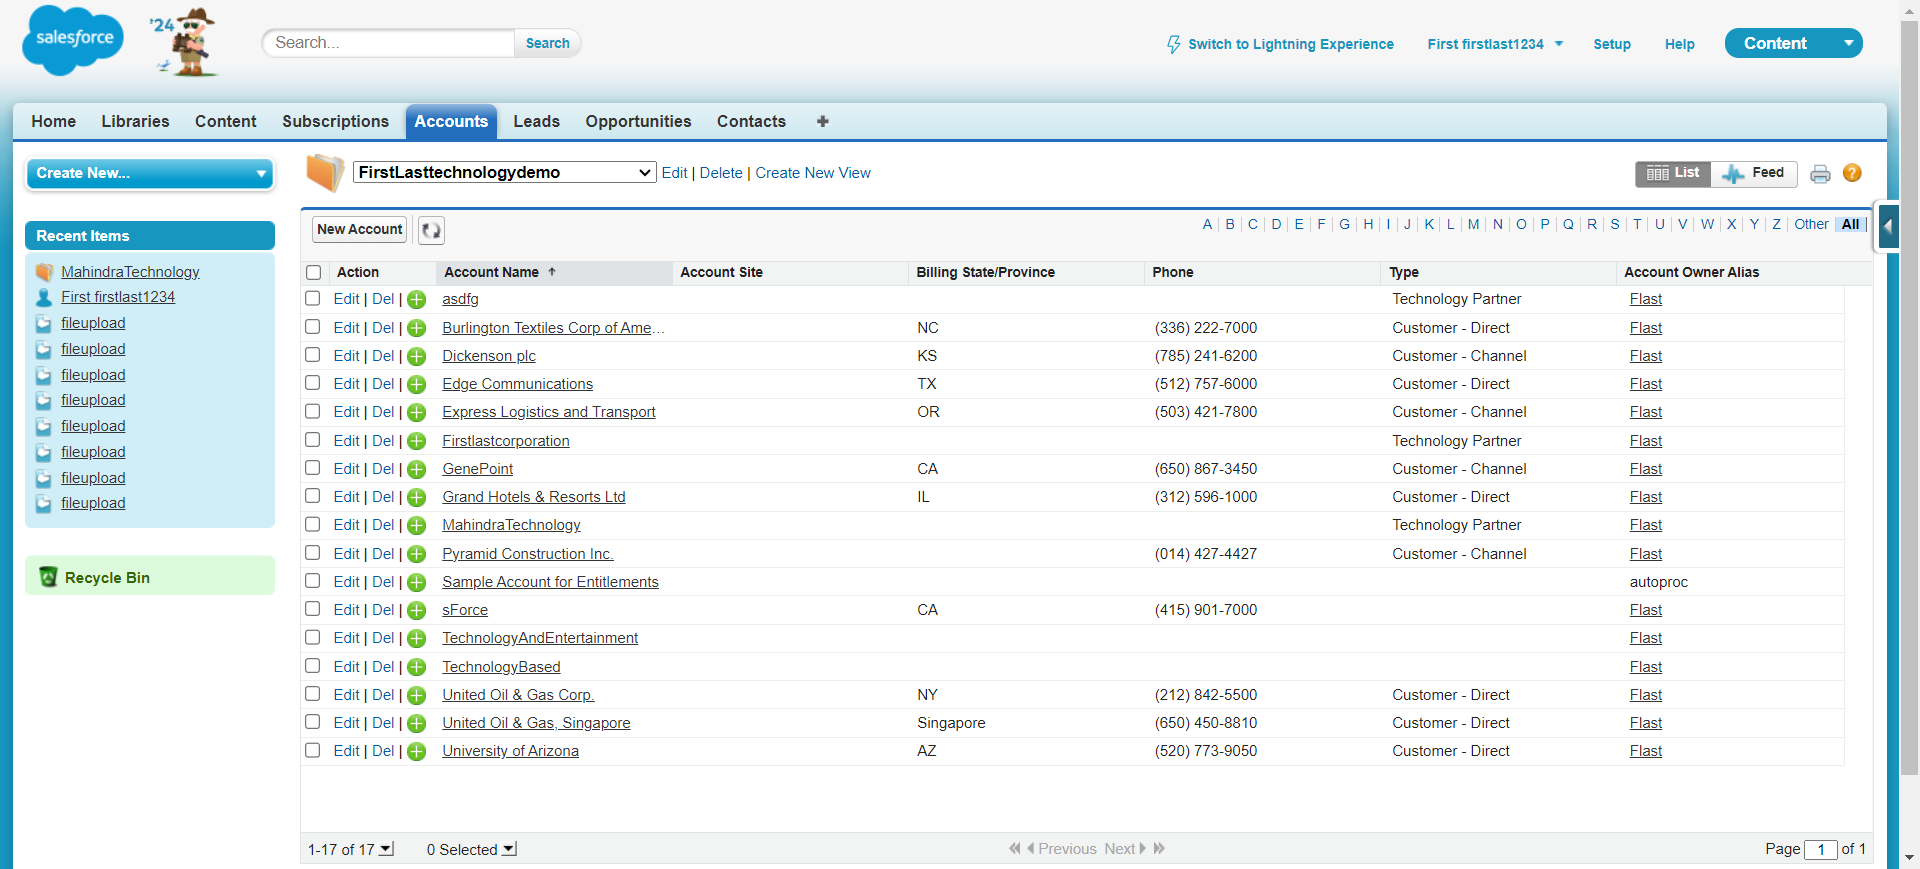 salesforce
'24
Search...
Search
Switch to Lightning Experience
First firstlast1234
Setup
Help
Content
Home Libraries Content Subscriptions Accounts Leads Opportunities Contacts +
Create New...
Recent Items
MahindraTechnology
First firstlast1234
fileupload
fileupload
fileupload
fileupload
fileupload
fileupload
fileupload
fileupload
Recycle Bin
FirstLasttechnologydemo Edit | Delete | Create New View
List Feed ?
New Account
A | B | C | D | E | F | G | H | I | J | K | L | M | N | O | P | Q | R | S | T | U | V | W | X | Y | Z | Other | All
Action Account Name Account Site Billing State/Province Phone Type Account Owner Alias
Edit | Del | asdfg Technology Partner Flast
Edit | Del | Burlington Textiles Corp of Ame... NC (336) 222-7000 Customer - Direct Flast
Edit | Del | Dickenson plc KS (785) 241-6200 Customer - Channel Flast
Edit | Del | Edge Communications TX (512) 757-6000 Customer - Direct Flast
Edit | Del | Express Logistics and Transport OR (503) 421-7800 Customer - Channel Flast
Edit | Del | Firstlastcorporation Technology Partner Flast
Edit | Del | GenePoint CA (650) 867-3450 Customer - Channel Flast
Edit | Del | Grand Hotels & Resorts Ltd IL (312) 596-1000 Customer - Direct Flast
Edit | Del | MahindraTechnology Technology Partner Flast
Edit | Del | Pyramid Construction Inc. (014) 427-4427 Customer - Channel Flast
Edit | Del | Sample Account for Entitlements autoproc
Edit | Del | sForce CA (415) 901-7000 Flast
Edit | Del | TechnologyAndEntertainment Flast
Edit | Del | TechnologyBased Flast
Edit | Del | United Oil & Gas Corp. NY (212) 842-5500 Customer - Direct Flast
Edit | Del | United Oil & Gas, Singapore Singapore (650) 450-8810 Customer - Direct Flast
Edit | Del | University of Arizona AZ (520) 773-9050 Customer - Direct Flast
1-17 of 17 0 Selected Previous Next Page 1 of 1